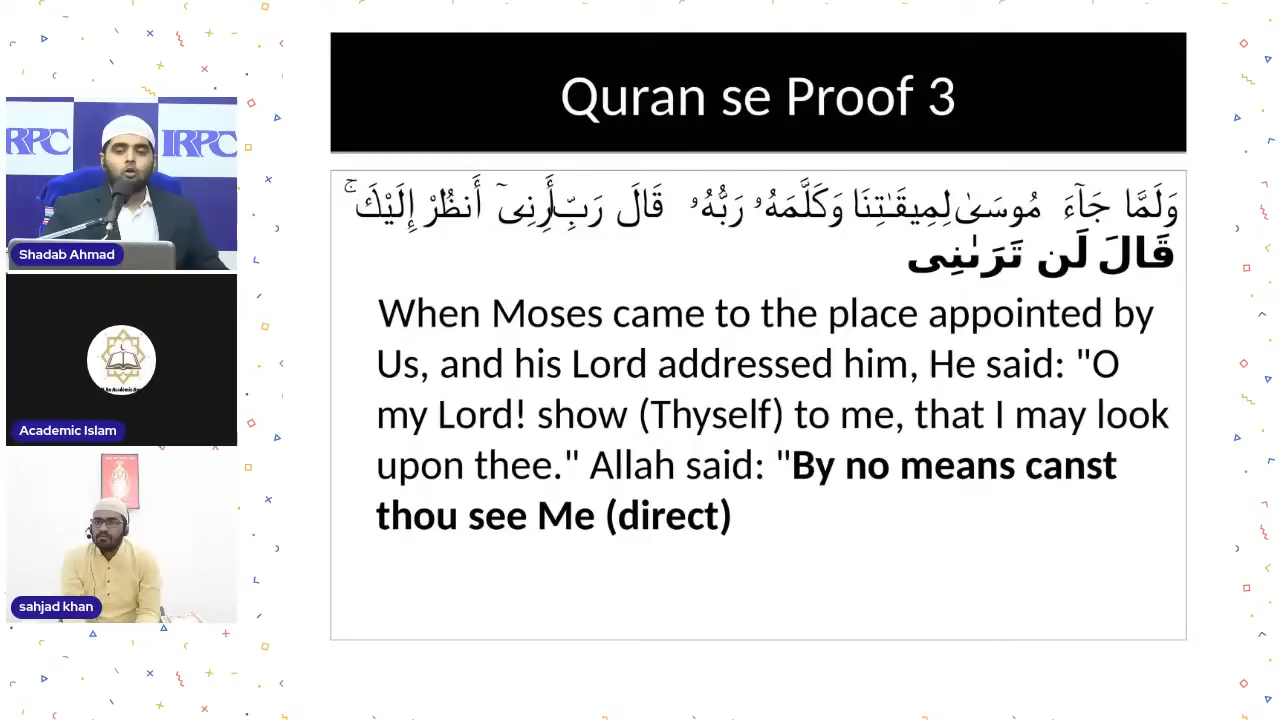 Quran se Proof 3
وَلَمَّا جَآءَ مُوسَىٰ لِمِيقَـٰتِنَا وَكَلَّمَهُۥ رَبُّهُۥ قَالَ رَبِّ أَرِنِىٓ أَنظُرْ إِلَيْكَ ۚ
قَالَ لَن تَرَىٰنِى
When Moses came to the place appointed by
Us, and his Lord addressed him, He said: "O
my Lord! show (Thyself) to me, that I may look
upon thee." Allah said: "By no means canst
thou see Me (direct)
IRPC
IRPC
Shadab Ahmad
Academic Islam
sahjad khan